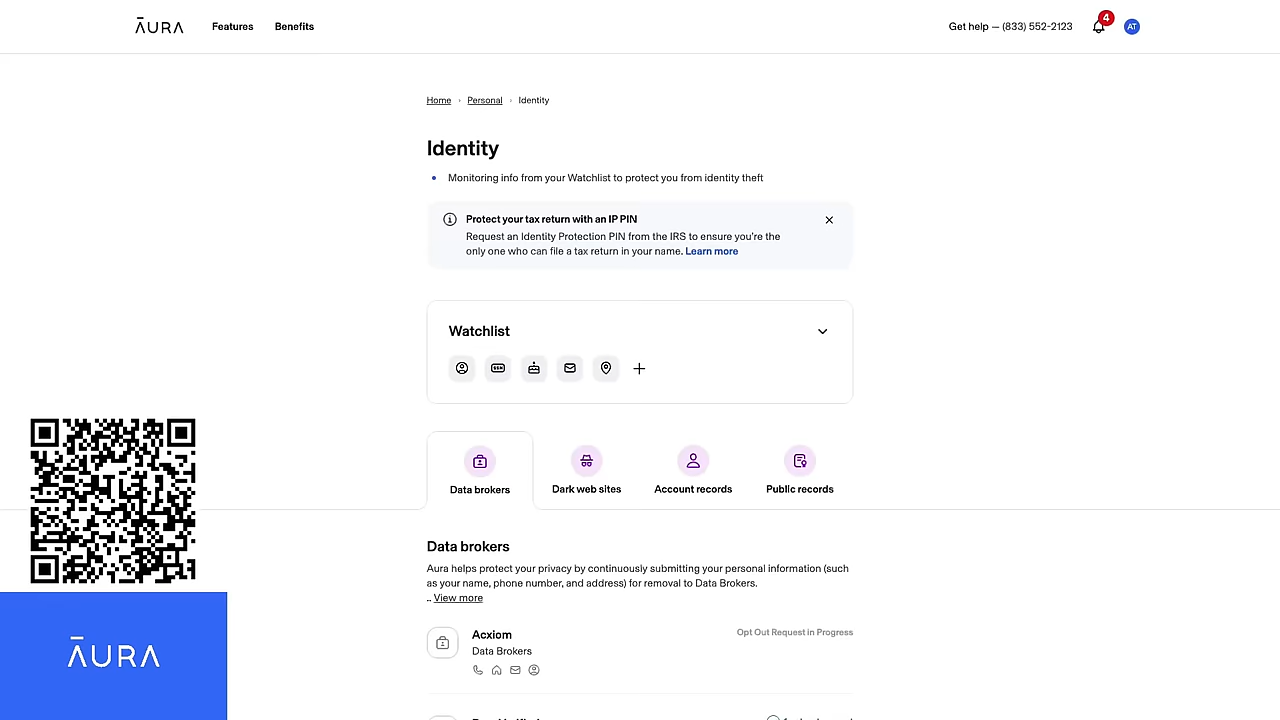 ĀURA
Features
Benefits
Get help — (833) 552-2123
4
AT
Home › Personal › Identity
Identity
• Monitoring info from your Watchlist to protect you from identity theft
Protect your tax return with an IP PIN
Request an Identity Protection PIN from the IRS to ensure you're the
only one who can file a tax return in your name. Learn more
Watchlist
SSN
Data brokers
Dark web sites
Account records
Public records
Data brokers
Aura helps protect your privacy by continuously submitting your personal information (such
as your name, phone number, and address) for removal to Data Brokers.
.. View more
Acxiom
Opt Out Request in Progress
Data Brokers
ĀURA